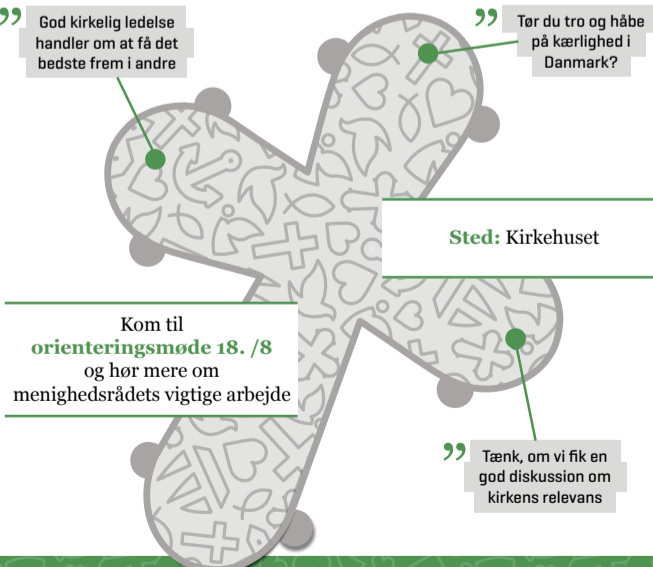 ”
God kirkelig ledelse
handler om at få det
bedste frem i andre
”
Tør du tro og håbe
på kærlighed i
Danmark?
Sted: Kirkehuset
Kom til
orienteringsmøde 18. /8
og hør mere om
menighedsrådets vigtige arbejde
”
Tænk, om vi fik en
god diskussion om
kirkens relevans